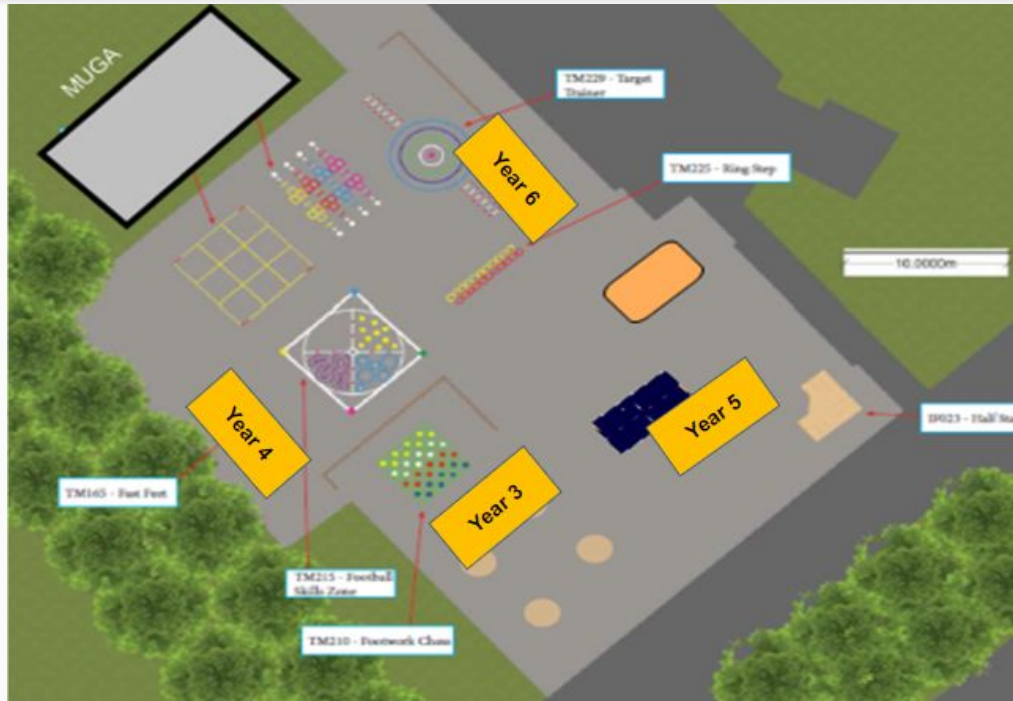 MUGA
TM229 - Target
Trainer
Year 6
TM225 - Ring Step
10.0000m
Year 5
Year 4
TM165 - Fast Feet
Year 3
TM215 - Football
Skills Zone
TM210 - Footwork